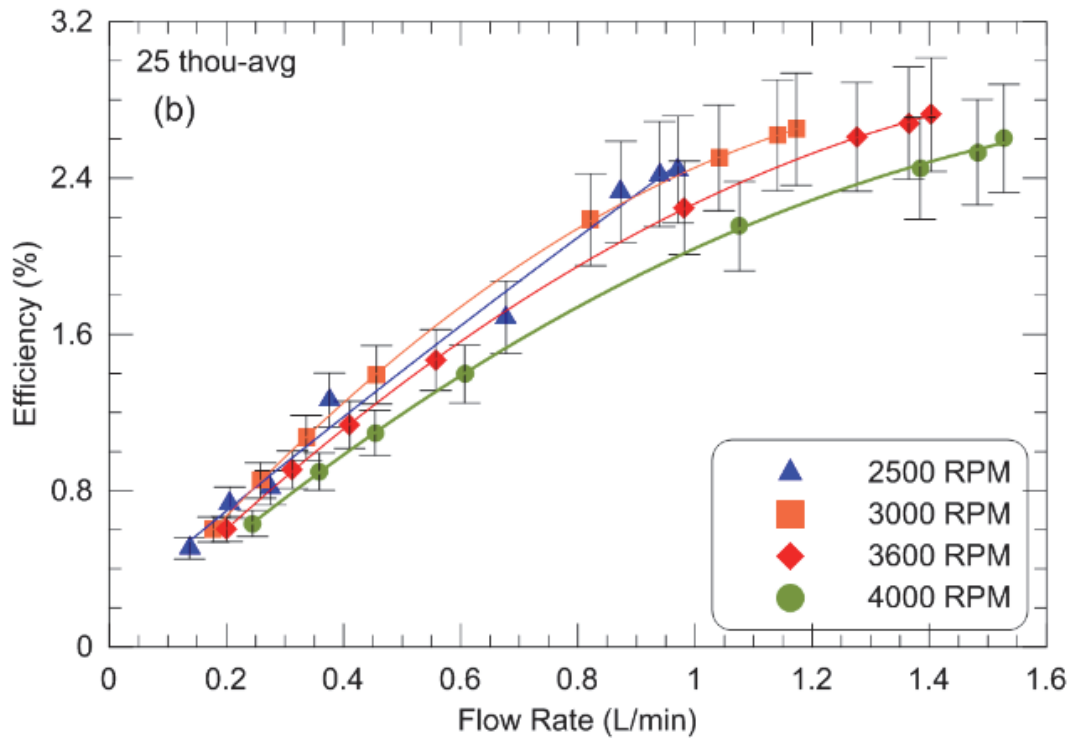 25 thou-avg
(b)
3.2
2.4
1.6
0.8
0
Efficiency (%)
0
0.2
0.4
0.6
0.8
1
1.2
1.4
1.6
Flow Rate (L/min)
2500 RPM
3000 RPM
3600 RPM
4000 RPM